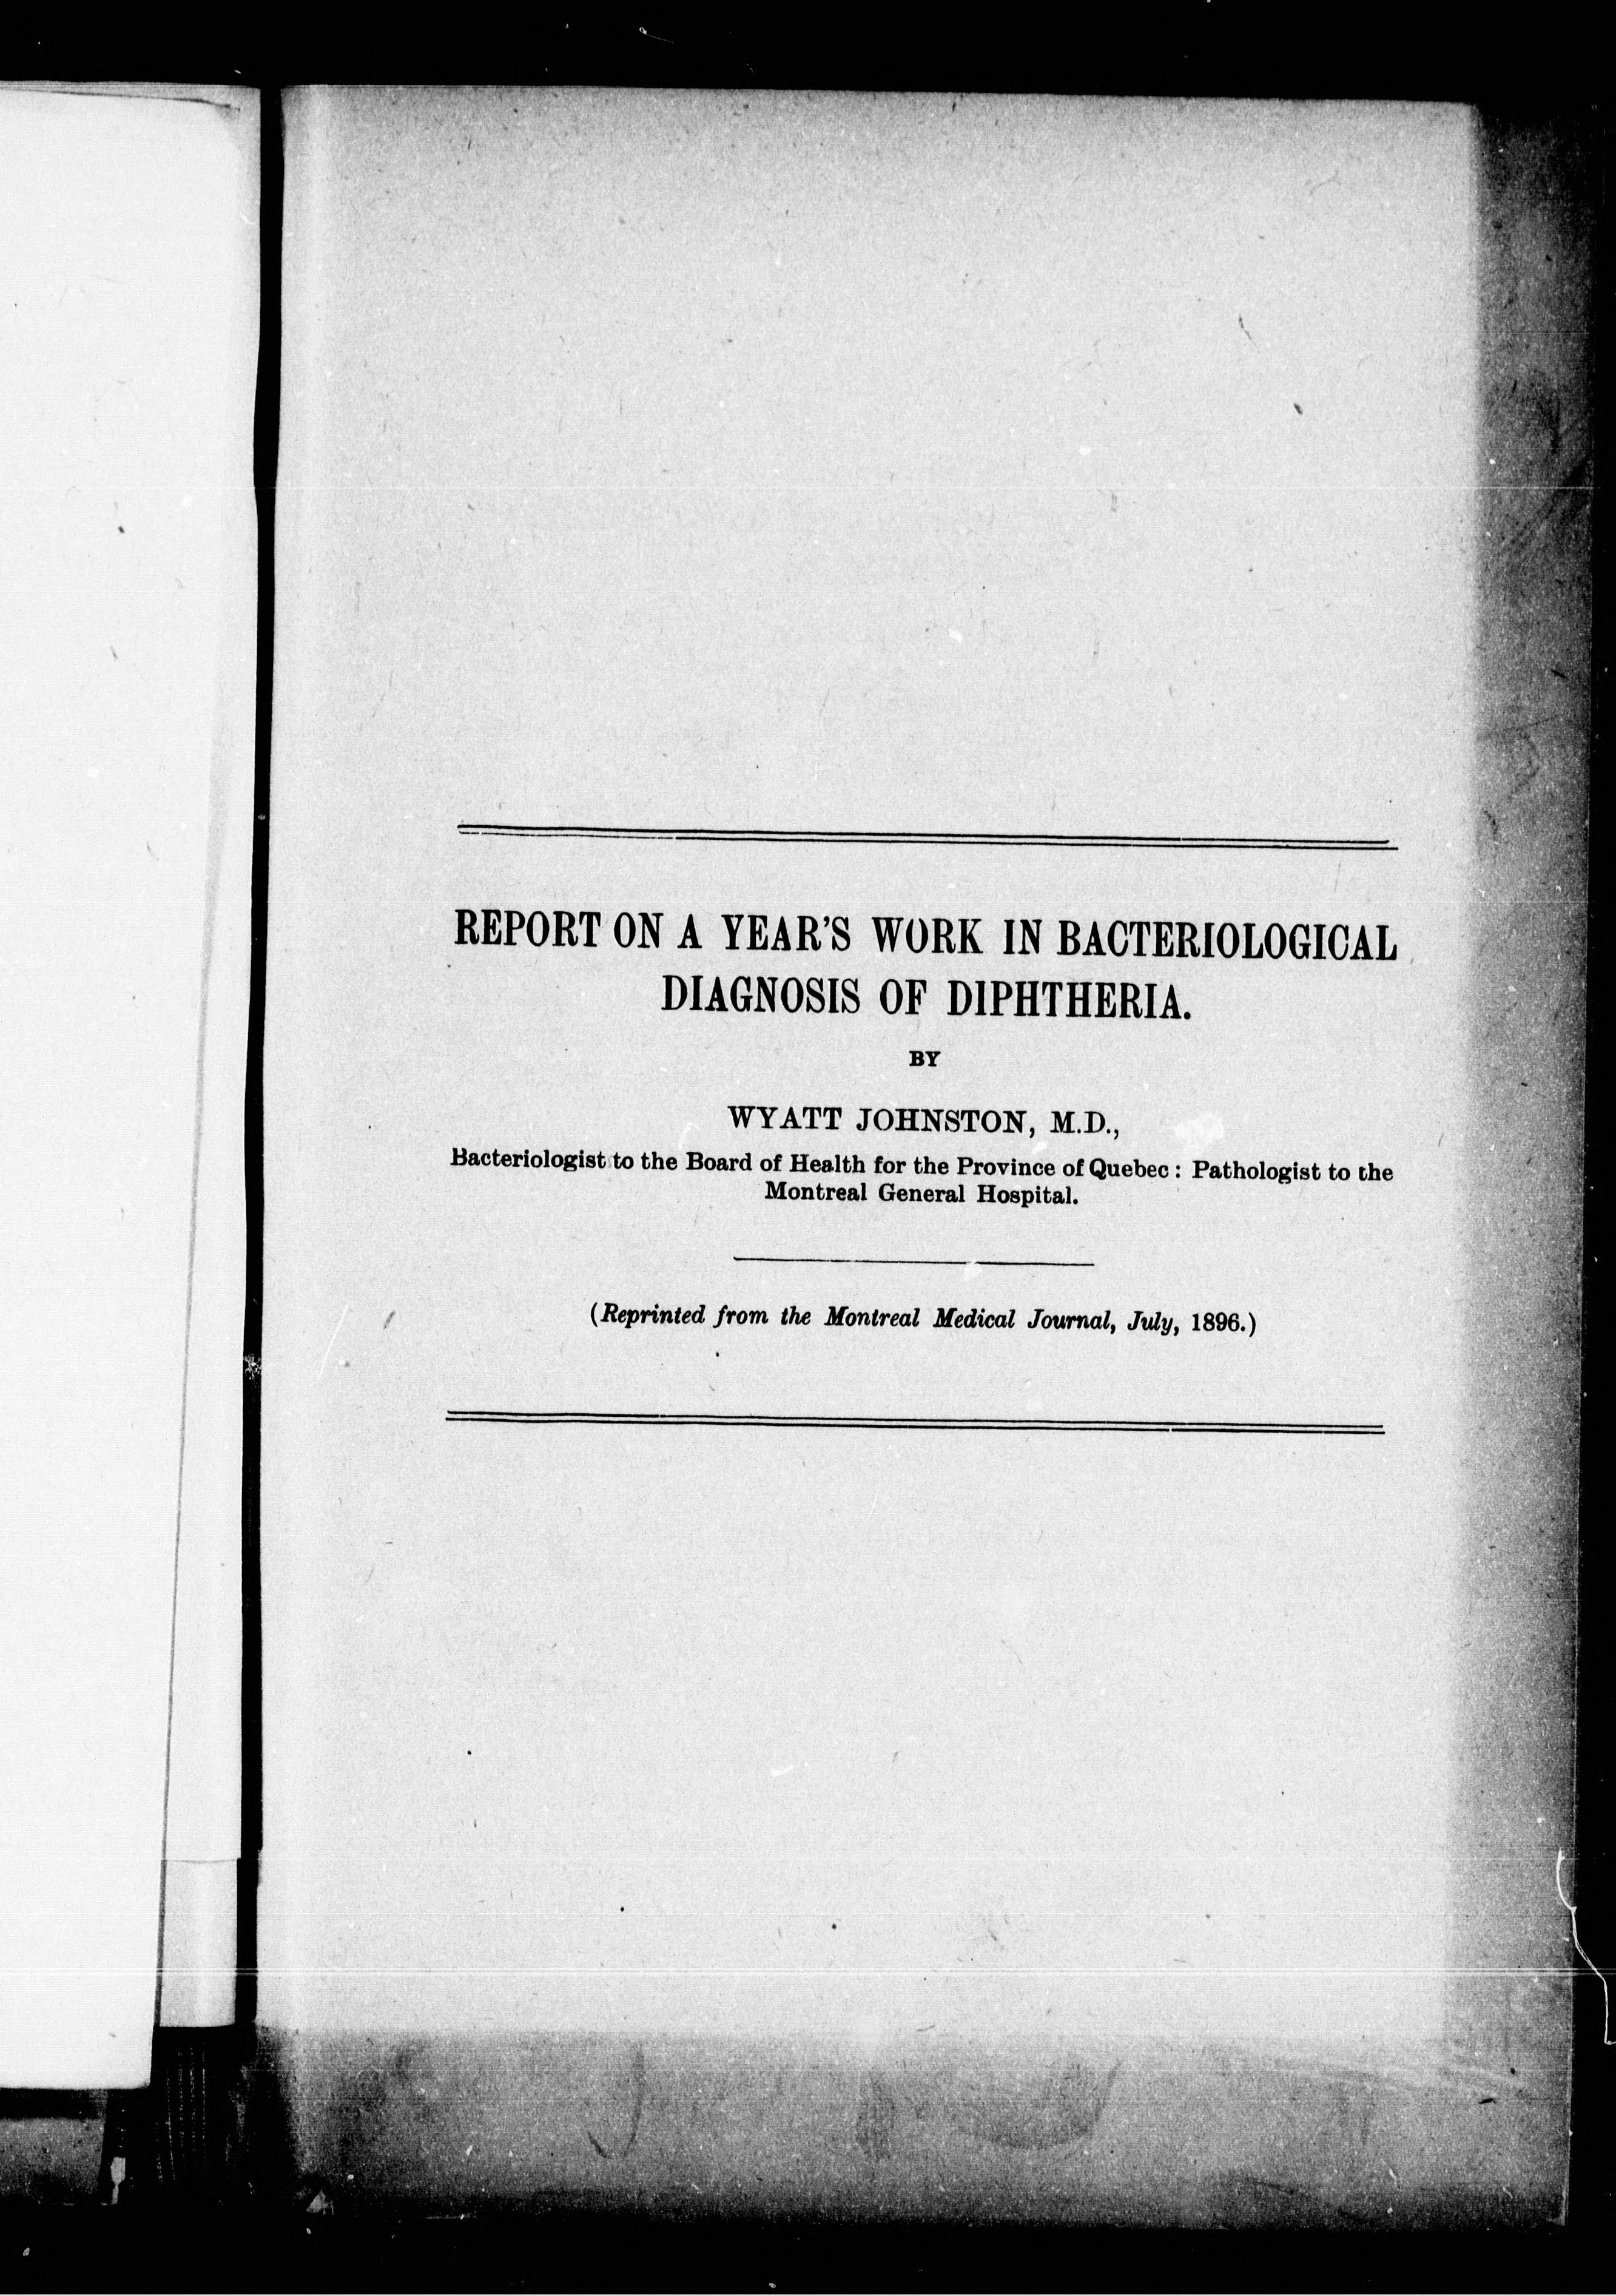 REPORT ON A YEAR'S WORK IN BACTERIOLOGICAL
DIAGNOSIS OF DIPHTHERIA.
BY
WYATT JOHNSTON, M.D.,
Bacteriologist to the Board of Health for the Province of Quebec: Pathologist to the
Montreal General Hospital.
(Reprinted from the Montreal Medical Journal, July, 1896.)